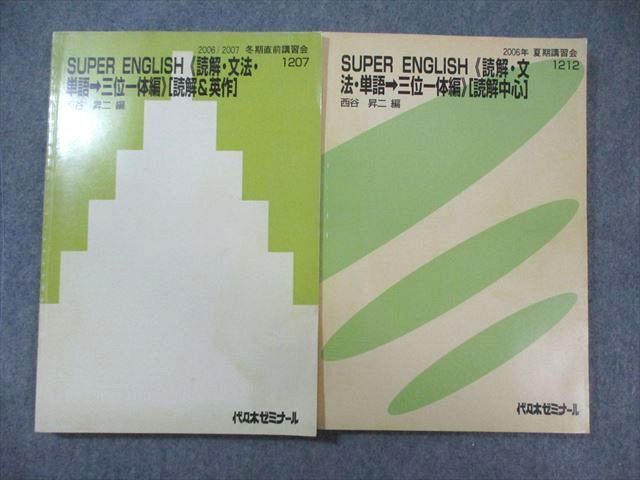 2006/2007 冬期直前講習会
SUPER ENGLISH《読解・文法・
1207
単語→三位一体編》[読解&英作]
西谷 昇二 編
代々木ゼミナール
2006年 夏期講習会
SUPER ENGLISH《読解・文
1212
法・単語→三位一体編》[読解中心]
西谷 昇二 編
代々木ゼミナール